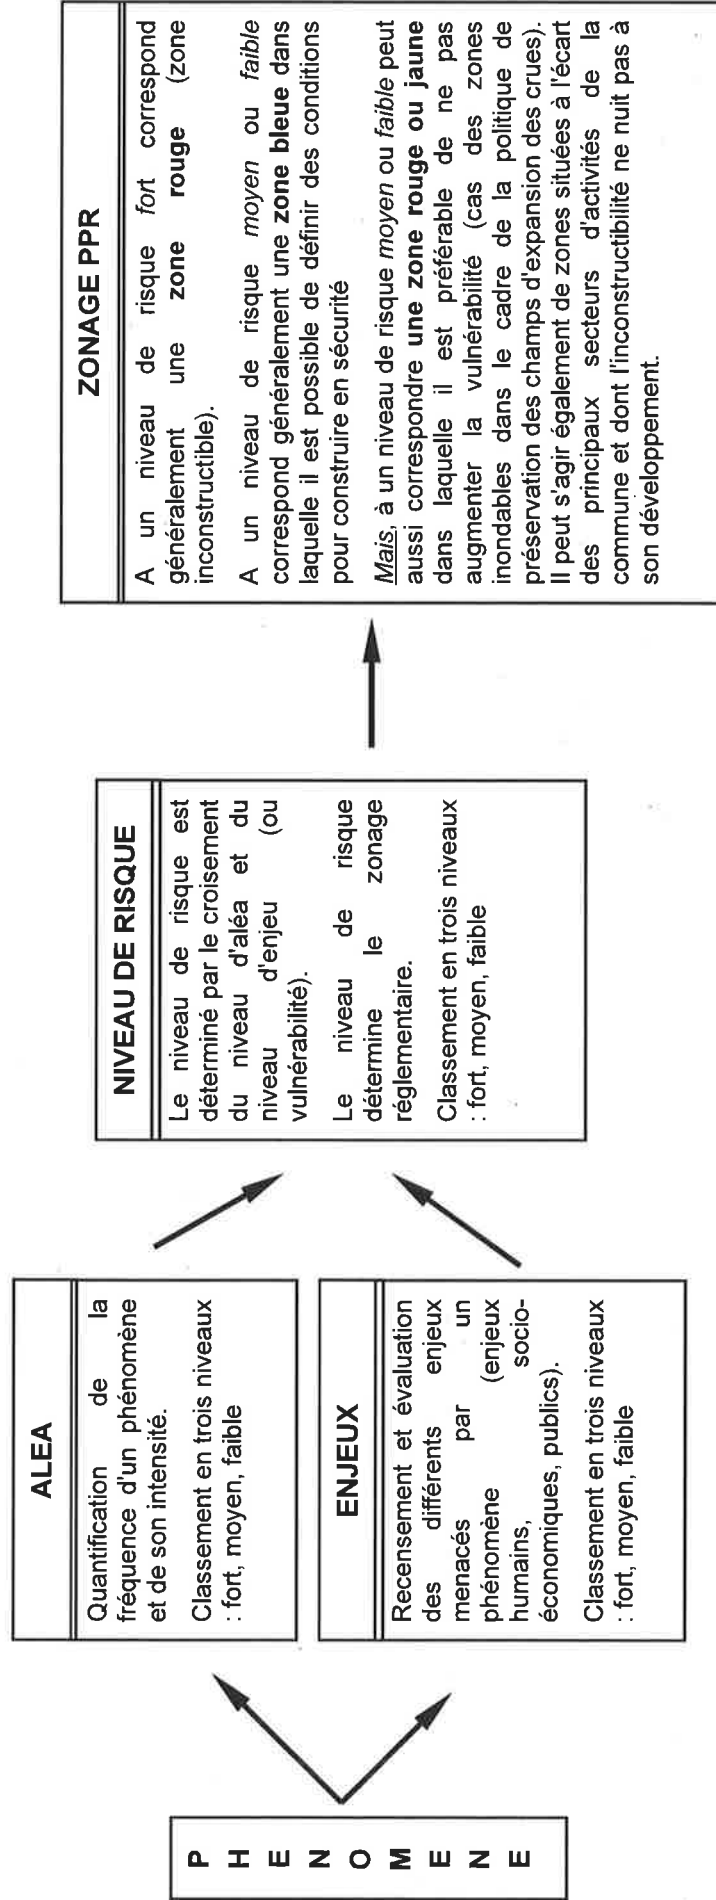 P
H
E
N
O
M
E
N
E
ALEA
Quantification de la
fréquence d'un phénomène
et de son intensité.
Classement en trois niveaux
: fort, moyen, faible
ENJEUX
Recensement et évaluation
des différents enjeux
menacés par un
phénomène (enjeux
humains, socio-
économiques, publics).
Classement en trois niveaux
: fort, moyen, faible
NIVEAU DE RISQUE
Le niveau de risque est
déterminé par le croisement
du niveau d'aléa et du
niveau d'enjeu (ou
vulnérabilité).
Le niveau de risque
détermine le zonage
réglementaire.
Classement en trois niveaux
: fort, moyen, faible
ZONAGE PPR
A un niveau de risque fort correspond
généralement une zone rouge (zone
inconstructible).
A un niveau de risque moyen ou faible
correspond généralement une zone bleue dans
laquelle il est possible de définir des conditions
pour construire en sécurité
Mais, à un niveau de risque moyen ou faible peut
aussi correspondre une zone rouge ou jaune
dans laquelle il est préférable de ne pas
augmenter la vulnérabilité (cas des zones
inondables dans le cadre de la politique de
préservation des champs d'expansion des crues).
Il peut s'agir également de zones situées à l'écart
des principaux secteurs d'activités de la
commune et dont l'inconstructibilité ne nuit pas à
son développement.